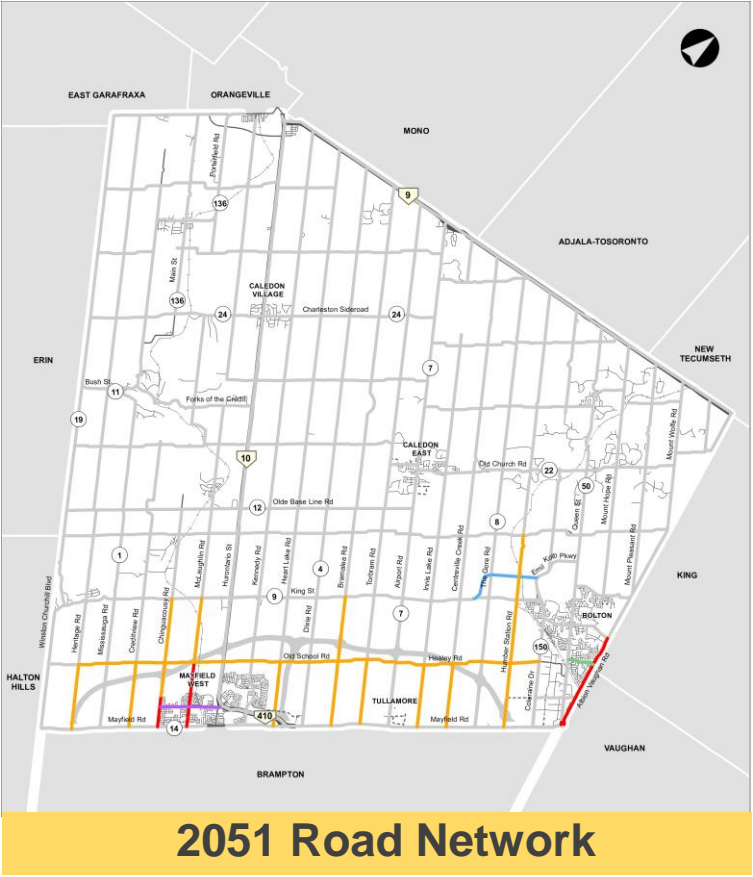 EAST GARAFRAXA
ORANGEVILLE
MONO
Porterfield Rd
9
136
ADJALA-TOSORONTO
Main St
CALEDON
VILLAGE
136
24
Charleston Sideroad
24
NEW
TECUMSETH
ERIN
7
Bush St
11
Forks of the Credit
19
Mount Wolfe Rd
CALEDON
EAST
10
Old Church Rd
22
50
Queen St
Mount Hope Rd
12
Olde Base Line Rd
8
1
McLaughlin Rd
Hurontario St
Kennedy Rd
Heart Lake Rd
4
Bramalea Rd
Torbram Rd
Airport Rd
Innis Lake Rd
Centreville Creek Rd
The Gore Rd
Emil
Kolb Pkwy
Mount Pleasant Rd
KING
Winston Churchill Blvd
Heritage Rd
Mississauga Rd
Creditview Rd
Chinguacousy Rd
9
King St
Dixie Rd
7
Humber Station Rd
BOLTON
150
Old School Rd
Healey Rd
HALTON
HILLS
MAYFIELD
WEST
Coleraine Dr
Albion Vaughan Rd
TULLAMORE
Mayfield Rd
14
410
Mayfield Rd
VAUGHAN
BRAMPTON
2051 Road Network